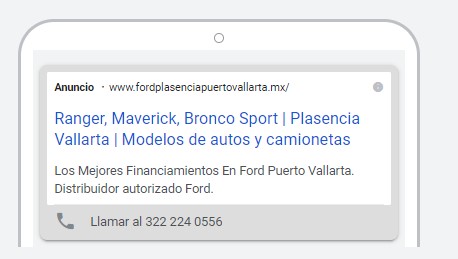 Anuncio · www.fordplasenciapuertovallarta.mx/
Ranger, Maverick, Bronco Sport | Plasencia
Vallarta | Modelos de autos y camionetas
Los Mejores Financiamientos En Ford Puerto Vallarta.
Distribuidor autorizado Ford.
Llamar al 322 224 0556